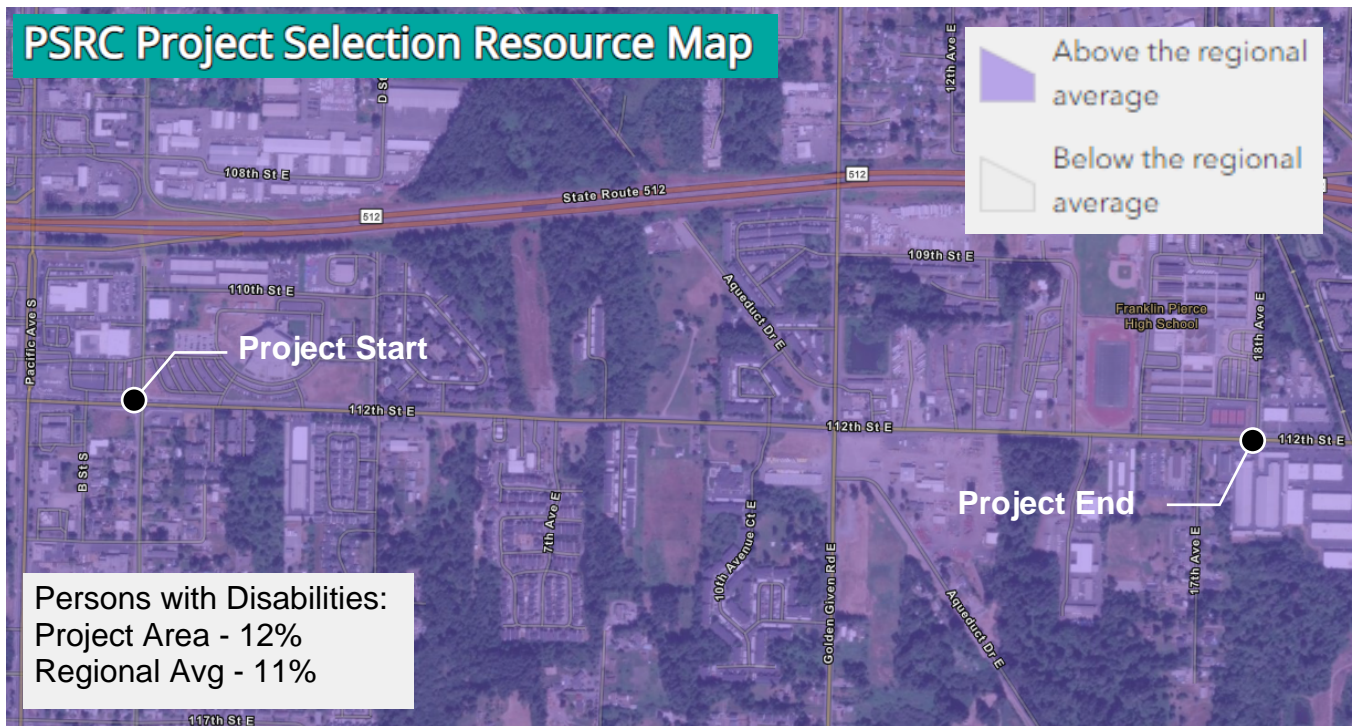 PSRC Project Selection Resource Map
Above the regional
average
Below the regional
average
12th Ave E
D St
108th St E
State Route 512
512
512
109th St E
110th St E
Aqueduct Dr E
Franklin Pierce
High School
18th Ave E
Pacific Ave S
Project Start
112th St E
112th St E
112th St E
B St S
Project End
7th Ave E
10th Avenue Ct E
Golden Given Rd E
17th Ave E
Aqueduct Dr E
Persons with Disabilities:
Project Area - 12%
Regional Avg - 11%
117th St E